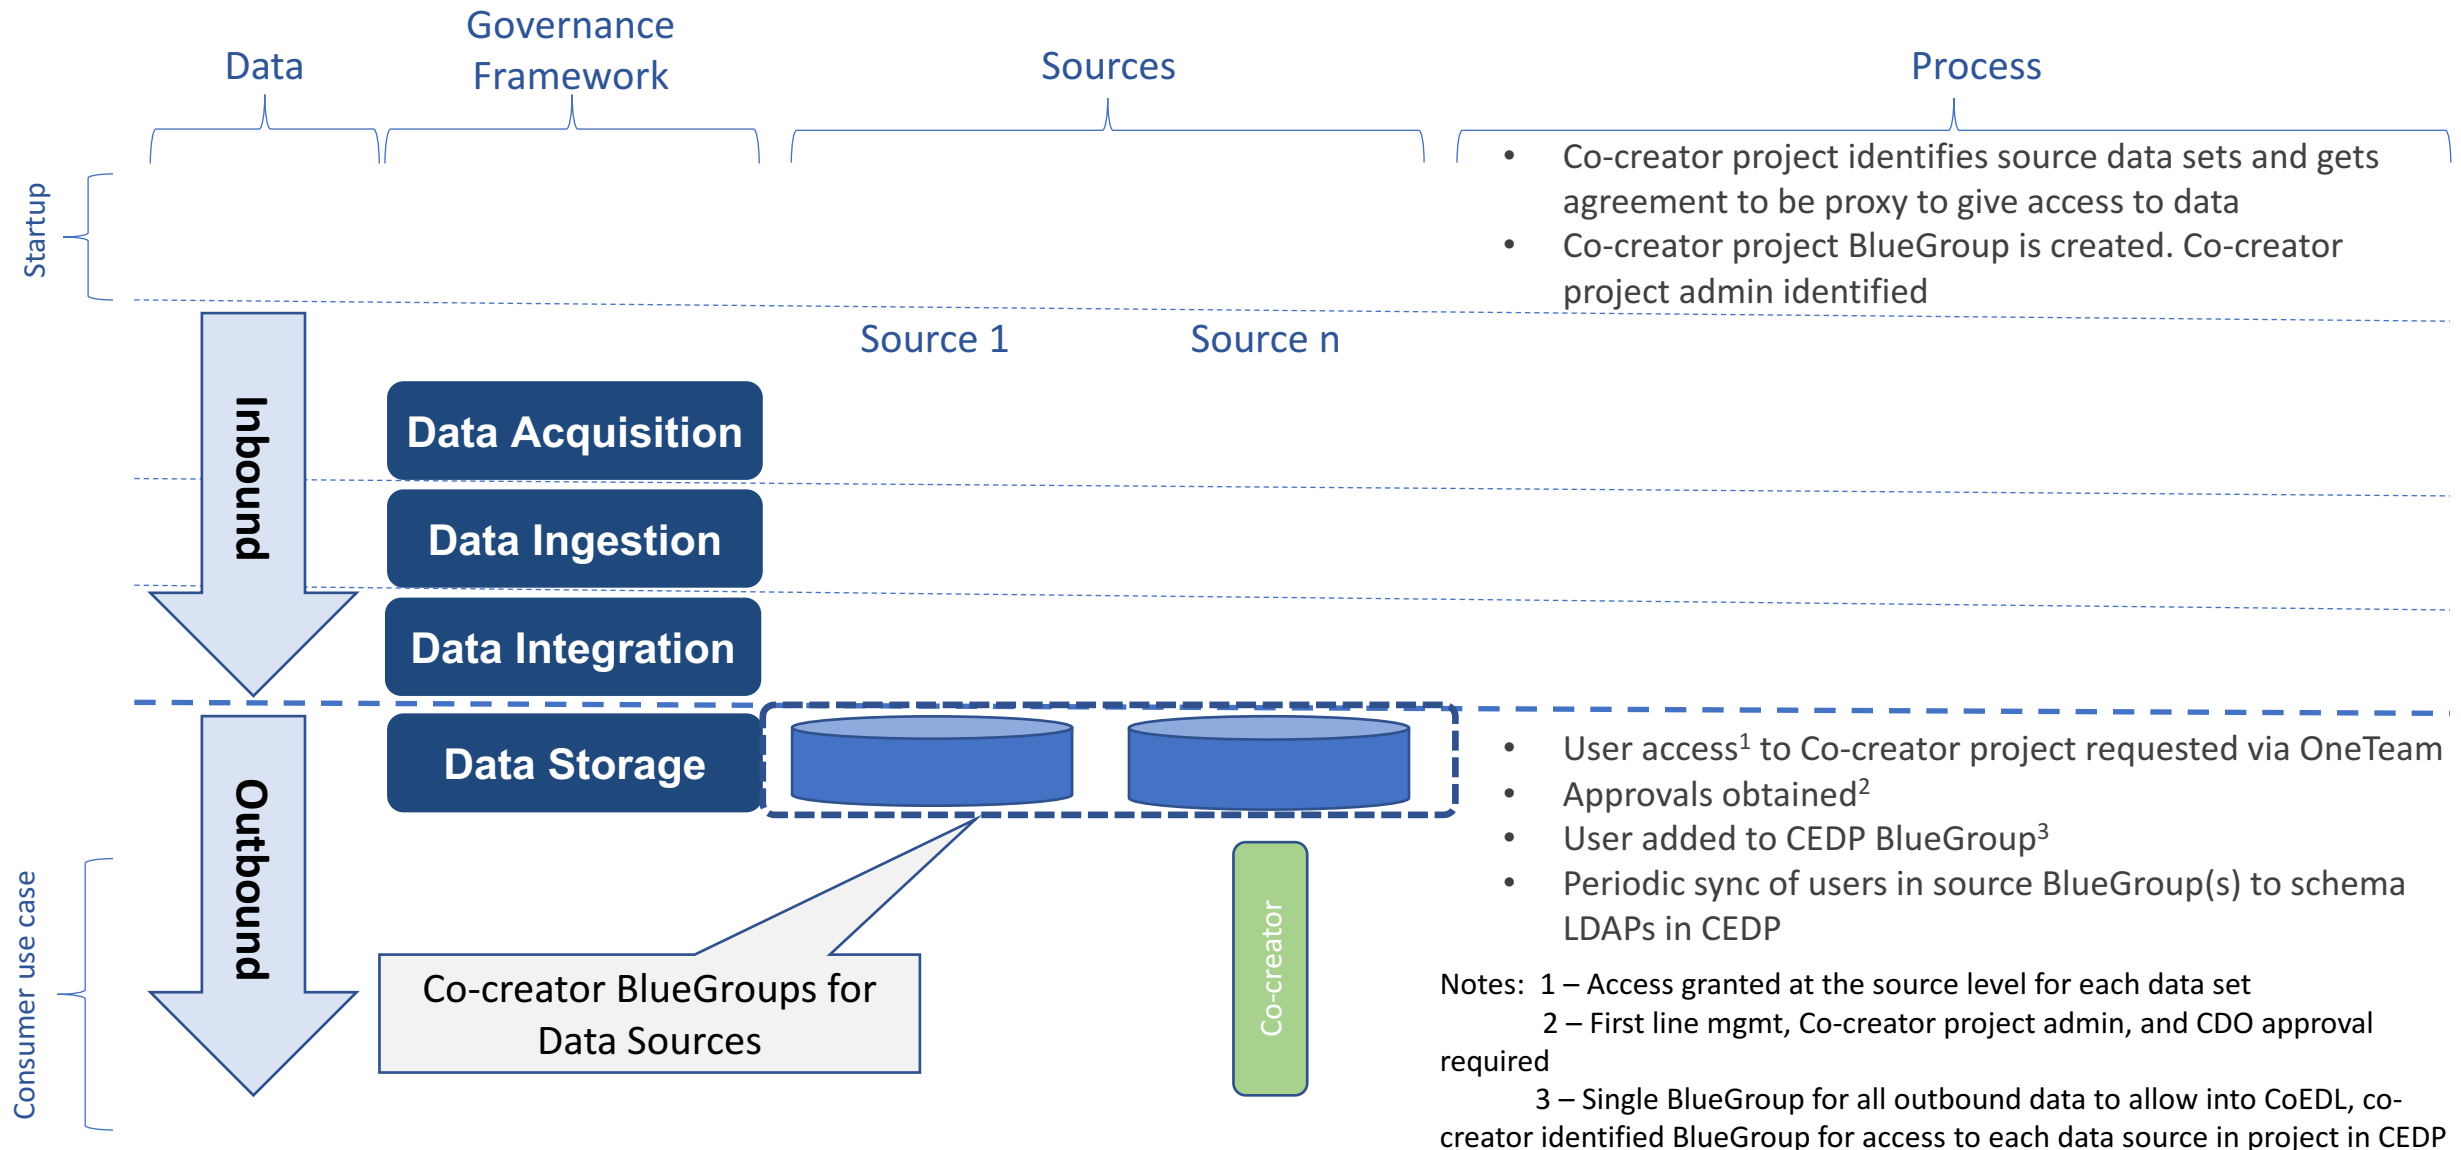 Data
Governance
Framework
Sources
Process
Startup
• Co-creator project identifies source data sets and gets
agreement to be proxy to give access to data
• Co-creator project BlueGroup is created. Co-creator
project admin identified
Source 1
Source n
Inbound
Data Acquisition
Data Ingestion
Data Integration
Outbound
Data Storage
• User access1 to Co-creator project requested via OneTeam
• Approvals obtained2
• User added to CEDP BlueGroup3
• Periodic sync of users in source BlueGroup(s) to schema
LDAPs in CEDP
Consumer use case
Co-creator BlueGroups for
Data Sources
Co-creator
Notes: 1 – Access granted at the source level for each data set
2 – First line mgmt, Co-creator project admin, and CDO approval
required
3 – Single BlueGroup for all outbound data to allow into CoEDL, co-
creator identified BlueGroup for access to each data source in project in CEDP